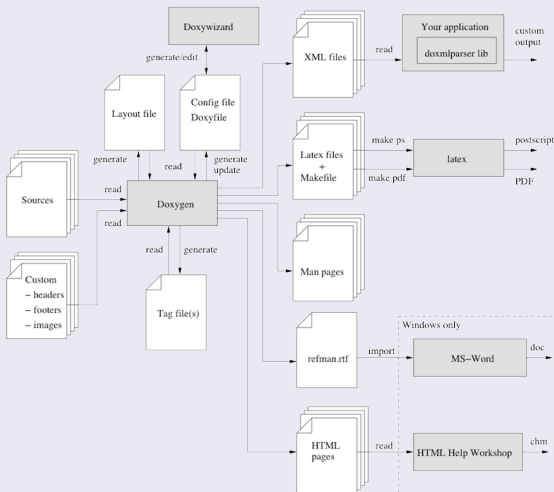 Doxywizard
generate/edit
Layout file
Config file
Doxyfile
generate
read
generate
update
Sources
read
Doxygen
read
Custom
– headers
– footers
– images
read
generate
Tag file(s)
XML files
read
Your application
doxmlparser lib
custom
output
Latex files
+
Makefile
make ps
make pdf
latex
postscript
PDF
Man pages
refman.rtf
import
Windows only
MS–Word
doc
HTML
pages
read
HTML Help Workshop
chm